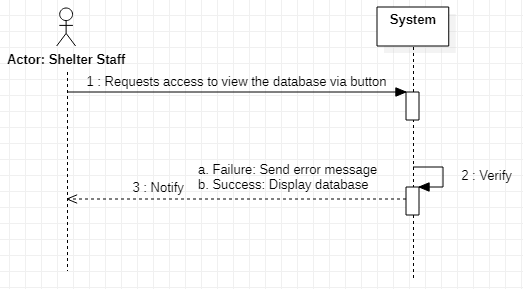 System
Actor: Shelter Staff
1 : Requests access to view the database via button
a. Failure: Send error message
2 : Verify
3 : Notify
b. Success: Display database